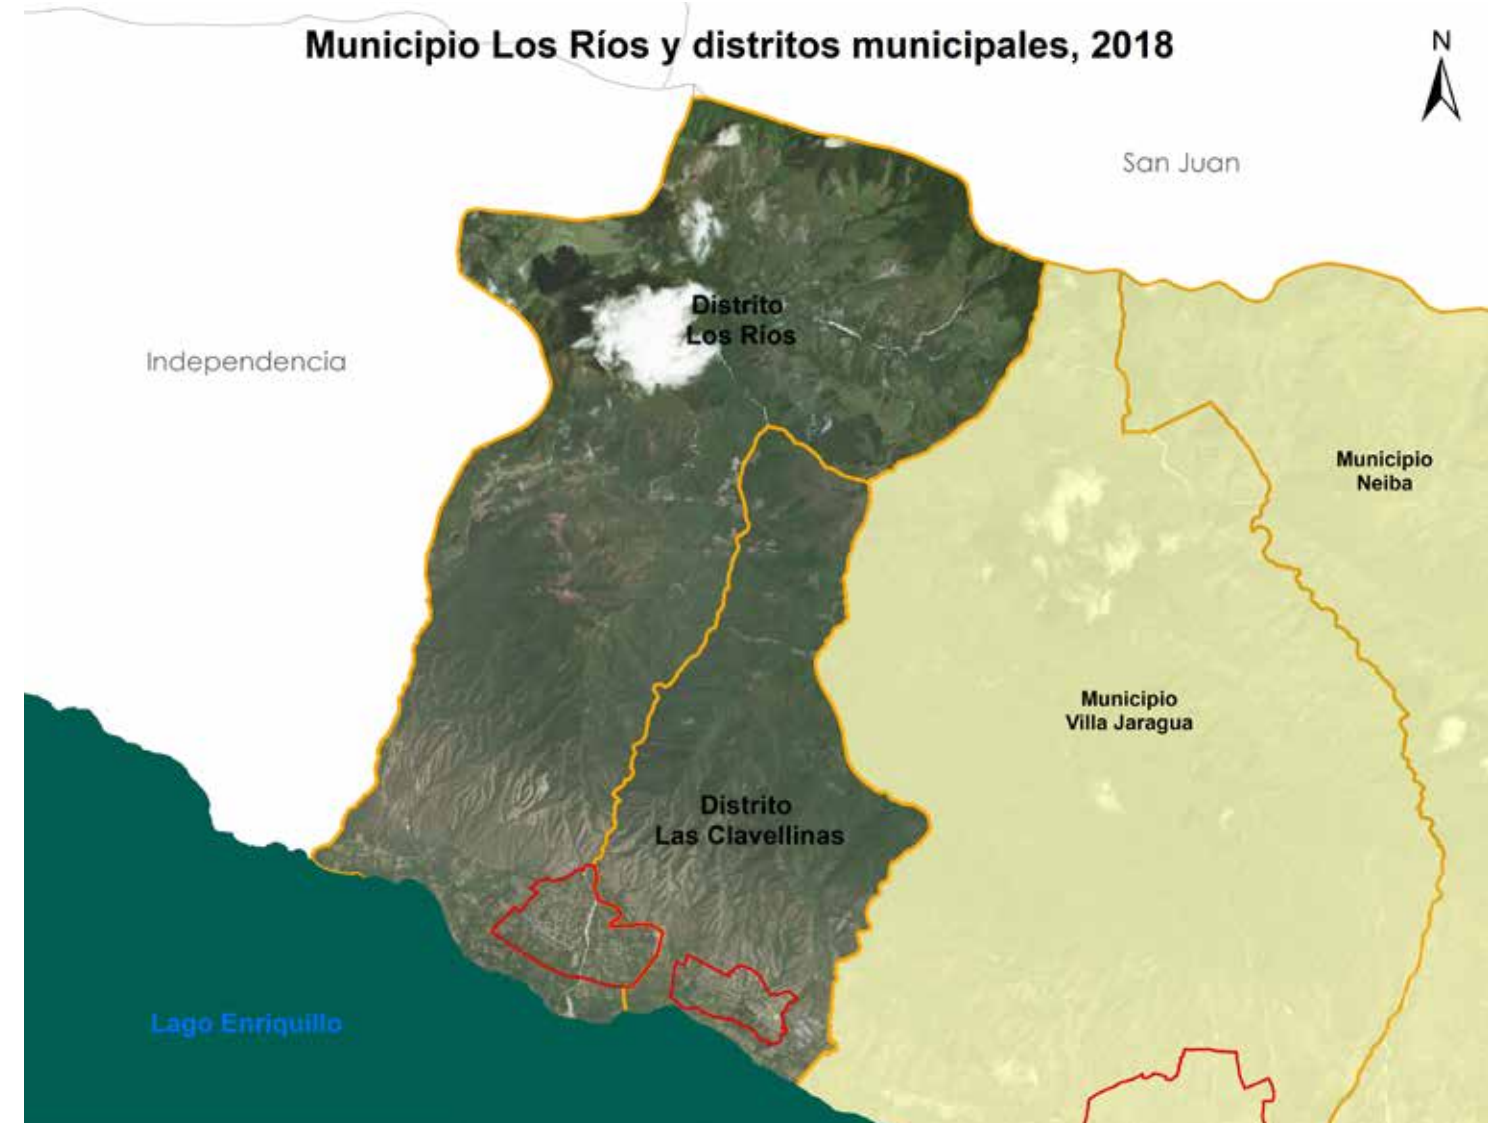 Municipio Los Ríos y distritos municipales, 2018
N
San Juan
Distrito
Los Ríos
Independencia
Municipio
Neiba
Municipio
Villa Jaragua
Distrito
Las Clavellinas
Lago Enriquillo